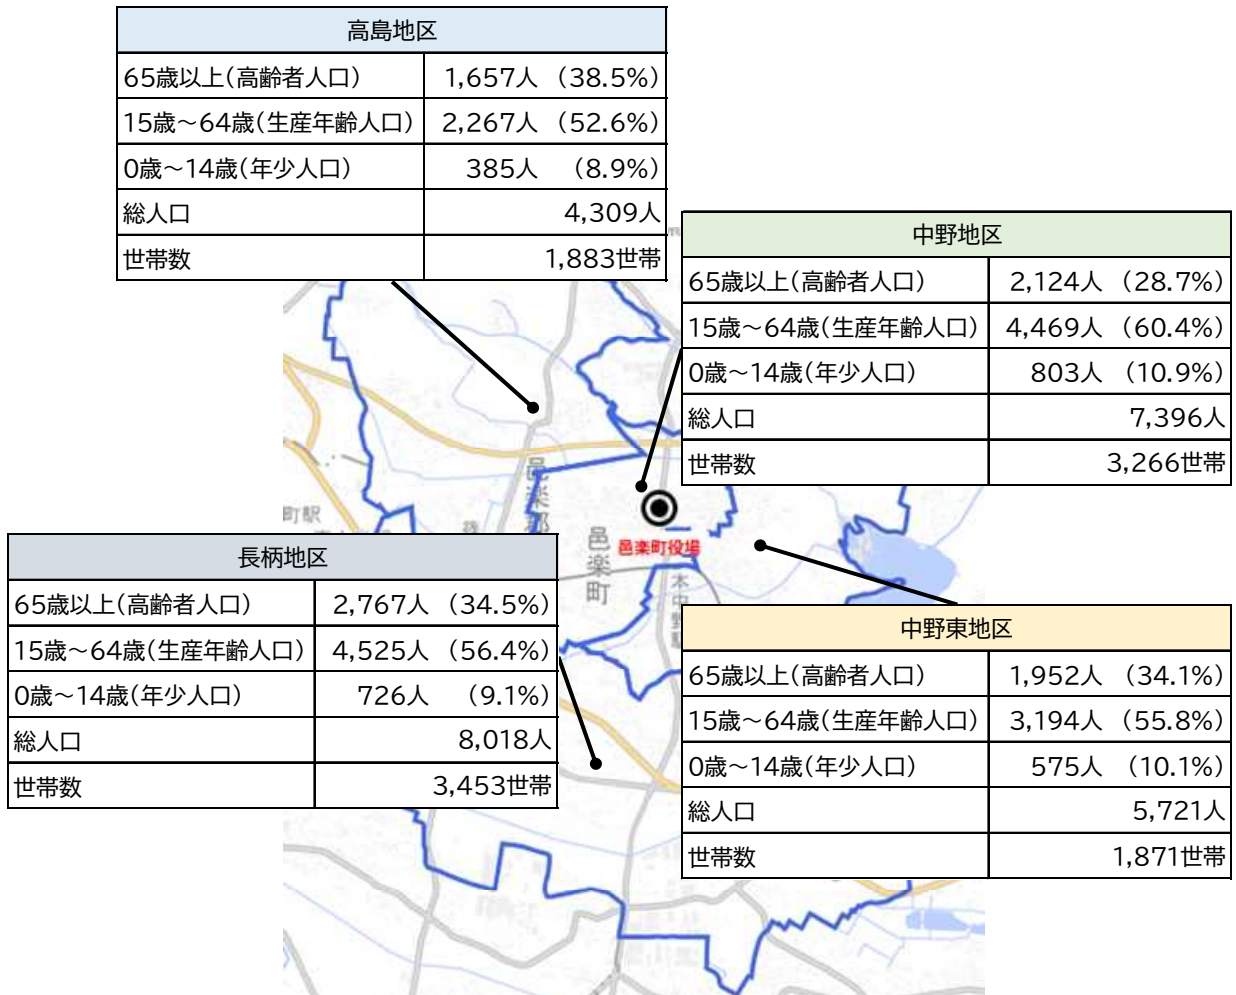 高島地区
65歳以上(高齢者人口) 1,657人 (38.5%)
15歳～64歳(生産年齢人口) 2,267人 (52.6%)
0歳～14歳(年少人口) 385人 (8.9%)
総人口 4,309人
世帯数 1,883世帯
中野地区
65歳以上(高齢者人口) 2,124人 (28.7%)
15歳～64歳(生産年齢人口) 4,469人 (60.4%)
0歳～14歳(年少人口) 803人 (10.9%)
総人口 7,396人
世帯数 3,266世帯
邑楽郡
町駅
邑楽町
邑楽町役場
本中野駅
長柄地区
65歳以上(高齢者人口) 2,767人 (34.5%)
15歳～64歳(生産年齢人口) 4,525人 (56.4%)
0歳～14歳(年少人口) 726人 (9.1%)
総人口 8,018人
世帯数 3,453世帯
中野東地区
65歳以上(高齢者人口) 1,952人 (34.1%)
15歳～64歳(生産年齢人口) 3,194人 (55.8%)
0歳～14歳(年少人口) 575人 (10.1%)
総人口 5,721人
世帯数 1,871世帯